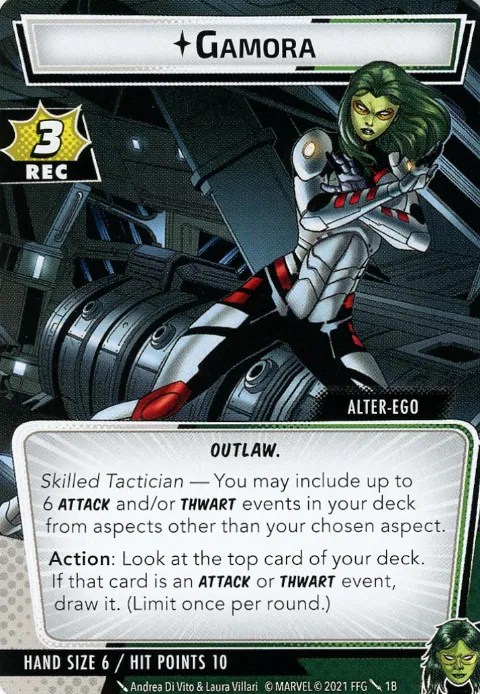 GAMORA
3
REC
ALTER-EGO
OUTLAW.
Skilled Tactician — You may include up to
6 ATTACK and/or THWART events in your deck
from aspects other than your chosen aspect.
Action: Look at the top card of your deck.
If that card is an ATTACK or THWART event,
draw it. (Limit once per round.)
HAND SIZE 6 / HIT POINTS 10
Andrea Di Vito & Laura Villari © MARVEL © 2021 FFG 1B